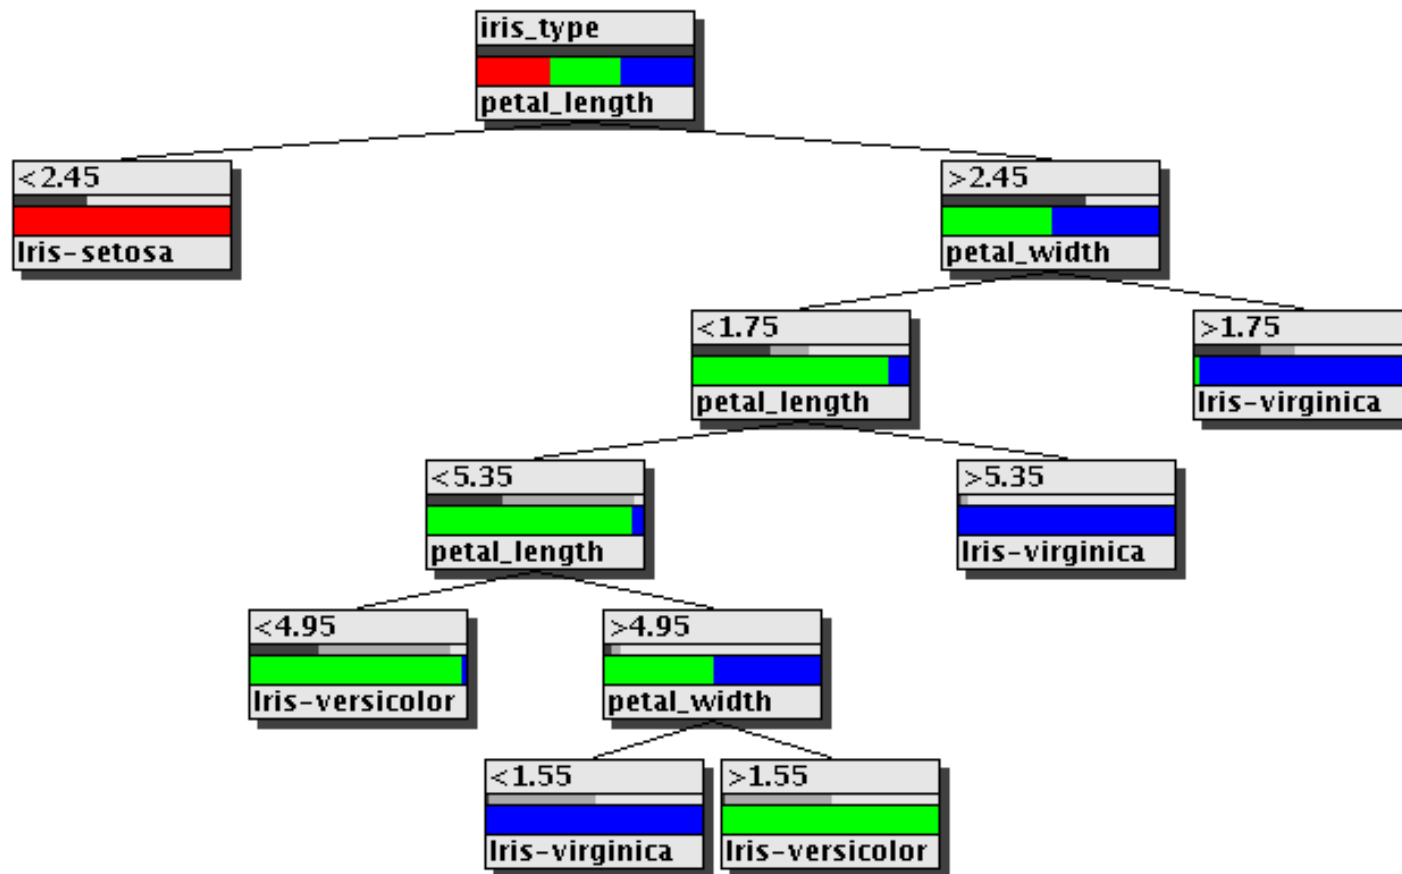 iris_type
petal_length
<2.45
Iris-setosa
>2.45
petal_width
<1.75
petal_length
>1.75
Iris-virginica
<5.35
petal_length
>5.35
Iris-virginica
<4.95
Iris-versicolor
>4.95
petal_width
<1.55
Iris-virginica
>1.55
Iris-versicolor